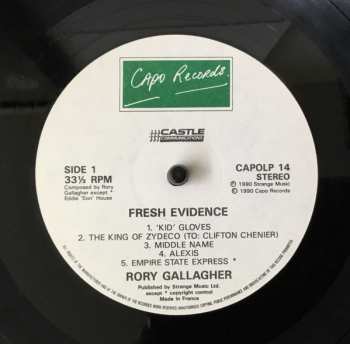 Capo Records.
CASTLE
COMMUNICATIONS
SIDE 1
33⅓ RPM
Composed by Rory
Gallagher except *
Eddie 'Son' House
CAPOLP 14
STEREO
℗ 1990 Strange Music
© 1990 Capo Records
FRESH EVIDENCE
1. 'KID' GLOVES
2. THE KING OF ZYDECO (TO: CLIFTON CHENIER)
3. MIDDLE NAME
4. ALEXIS
5. EMPIRE STATE EXPRESS *
RORY GALLAGHER
Published by Strange Music Ltd.
except * copyright control
Made in France